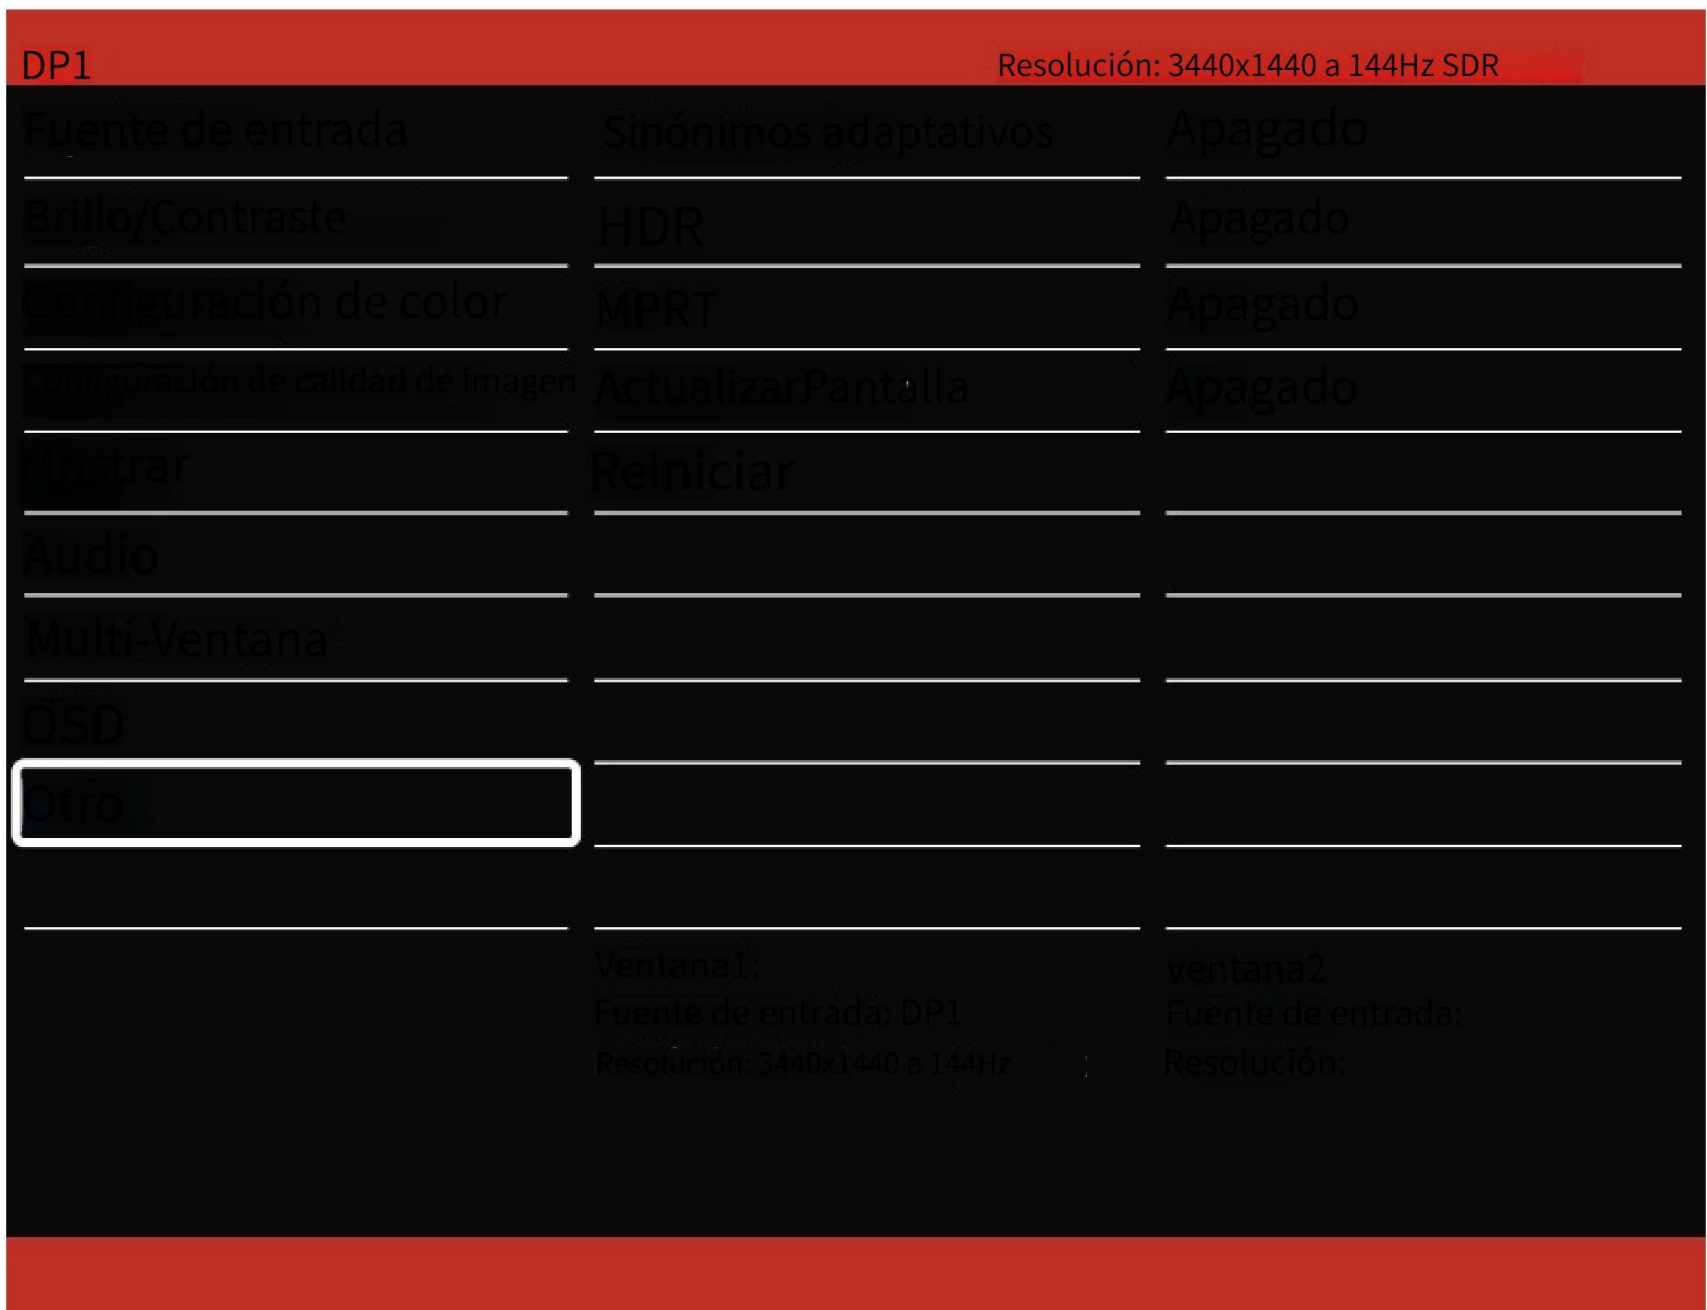 DP1
Resolución: 3440x1440 a 144Hz SDR
Fuente de entrada
Sinónimos adaptativos
Apagado
Brillo/Contraste
HDR
Apagado
Configuración de color
MPRT
Apagado
Configuración de calidad de imagen
ActualizarPantalla
Apagado
Mostrar
Reiniciar
Audio
Multi-Ventana
OSD
Otro
Ventana1:
ventana2
Fuente de entrada: DP1
Fuente de entrada:
Resolución: 3440x1440 a 144Hz
Resolución: